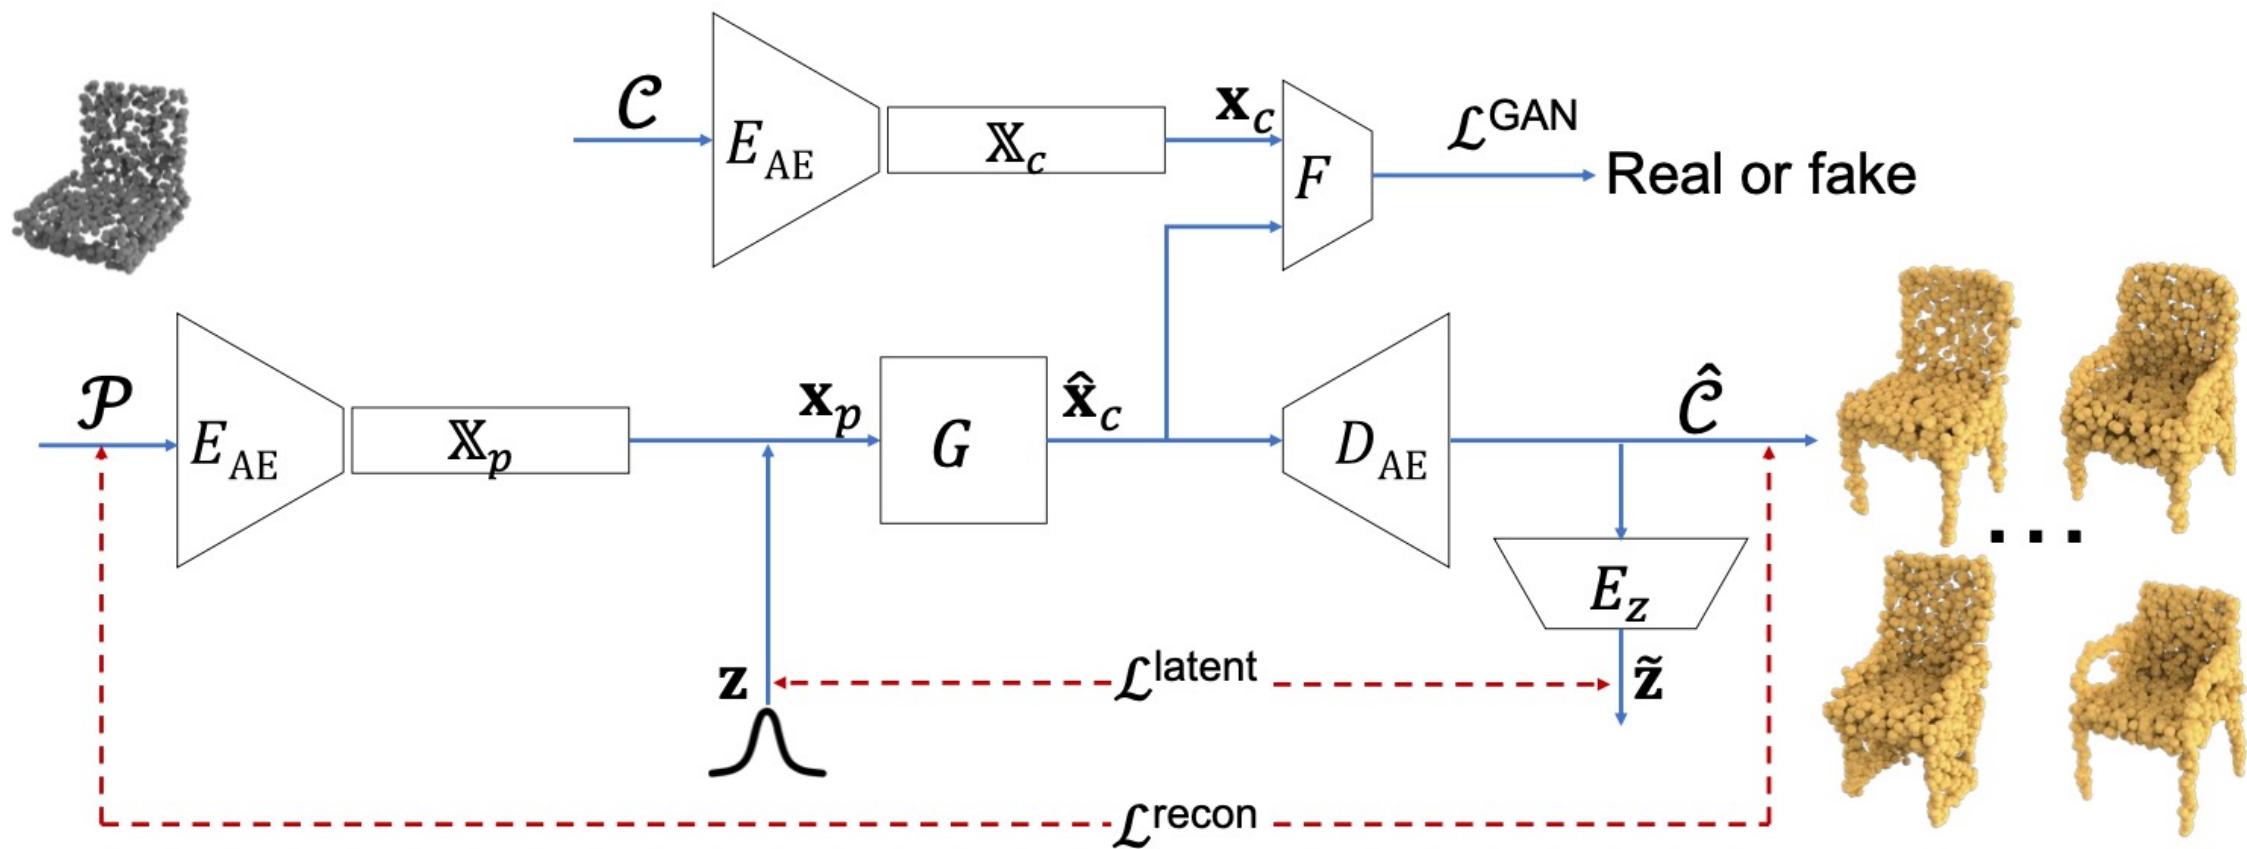 𝒞
E_AE
𝕏_c
𝐱_c
F
ℒ^GAN
Real or fake
𝒫
E_AE
𝕏_p
𝐱_p
G
𝐱̂_c
D_AE
𝒞̂
. . .
E_z
𝐳
ℒ^latent
𝐳̃
ℒ^recon